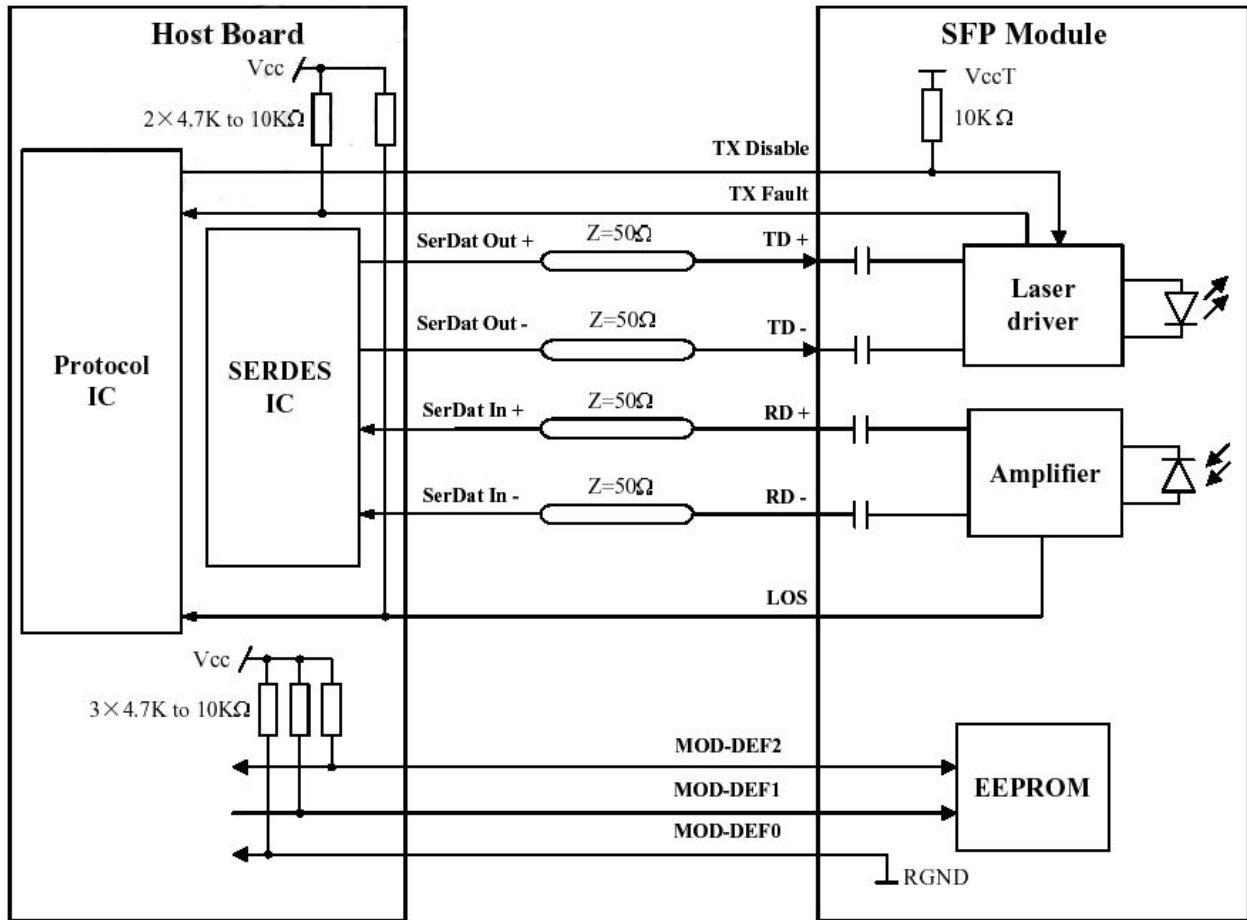 Host Board
SFP Module
Vcc
VccT
2×4.7K to 10KΩ
10KΩ
TX Disable
TX Fault
SerDat Out +
Z=50Ω
TD +
SerDat Out -
Z=50Ω
TD -
Laser
driver
Protocol
IC
SERDES
IC
SerDat In +
Z=50Ω
RD +
SerDat In -
Z=50Ω
RD -
Amplifier
LOS
Vcc
3×4.7K to 10KΩ
MOD-DEF2
MOD-DEF1
MOD-DEF0
EEPROM
RGND